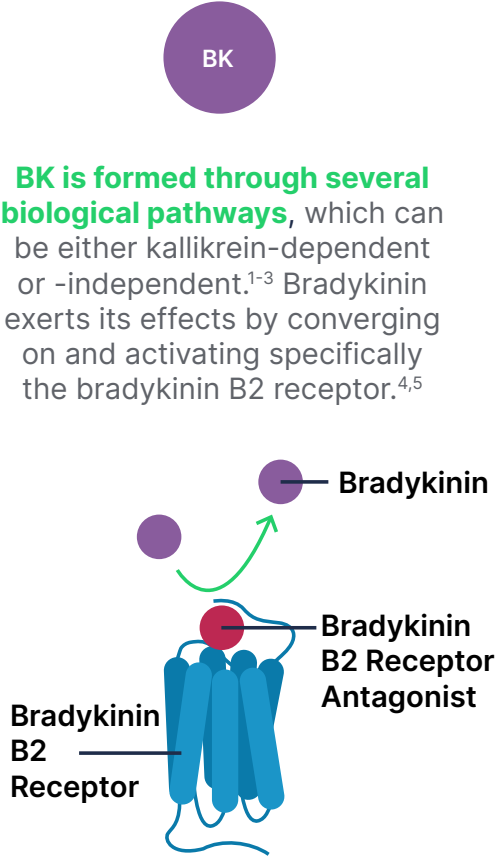 BK
BK is formed through several
biological pathways, which can
be either kallikrein-dependent
or -independent.¹⁻³ Bradykinin
exerts its effects by converging
on and activating specifically
the bradykinin B2 receptor.⁴,⁵
Bradykinin
Bradykinin
B2 Receptor
Antagonist
Bradykinin
B2
Receptor